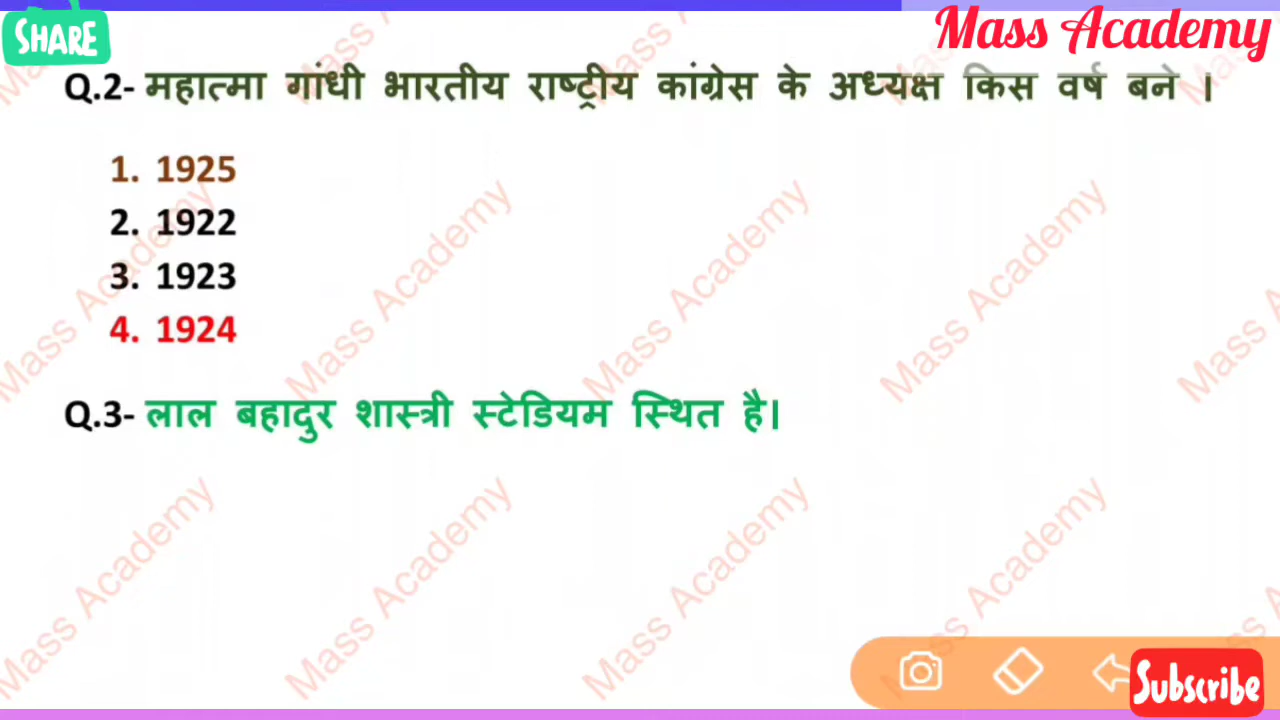 SHARE
Mass Academy
Q.2- महात्मा गांधी भारतीय राष्ट्रीय कांग्रेस के अध्यक्ष किस वर्ष बने ।
1. 1925
2. 1922
3. 1923
4. 1924
Q.3- लाल बहादुर शास्त्री स्टेडियम स्थित है।
Subscribe